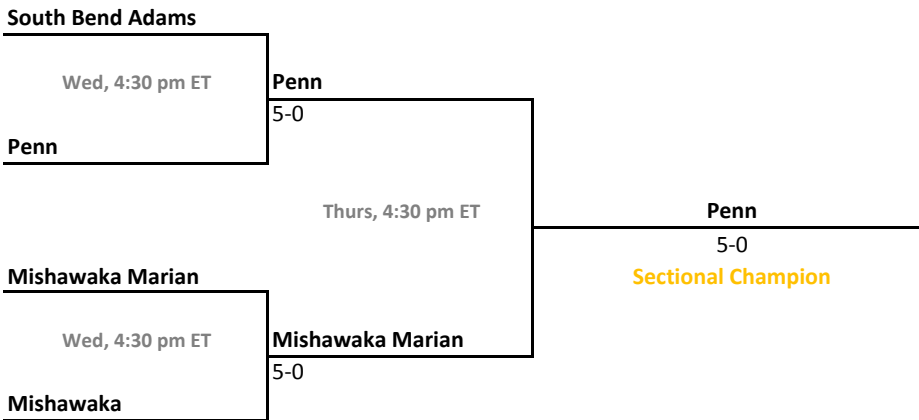 South Bend Adams
Wed, 4:30 pm ET
Penn
5-0
Penn
Thurs, 4:30 pm ET
Penn
5-0
Sectional Champion
Mishawaka Marian
Wed, 4:30 pm ET
Mishawaka Marian
5-0
Mishawaka